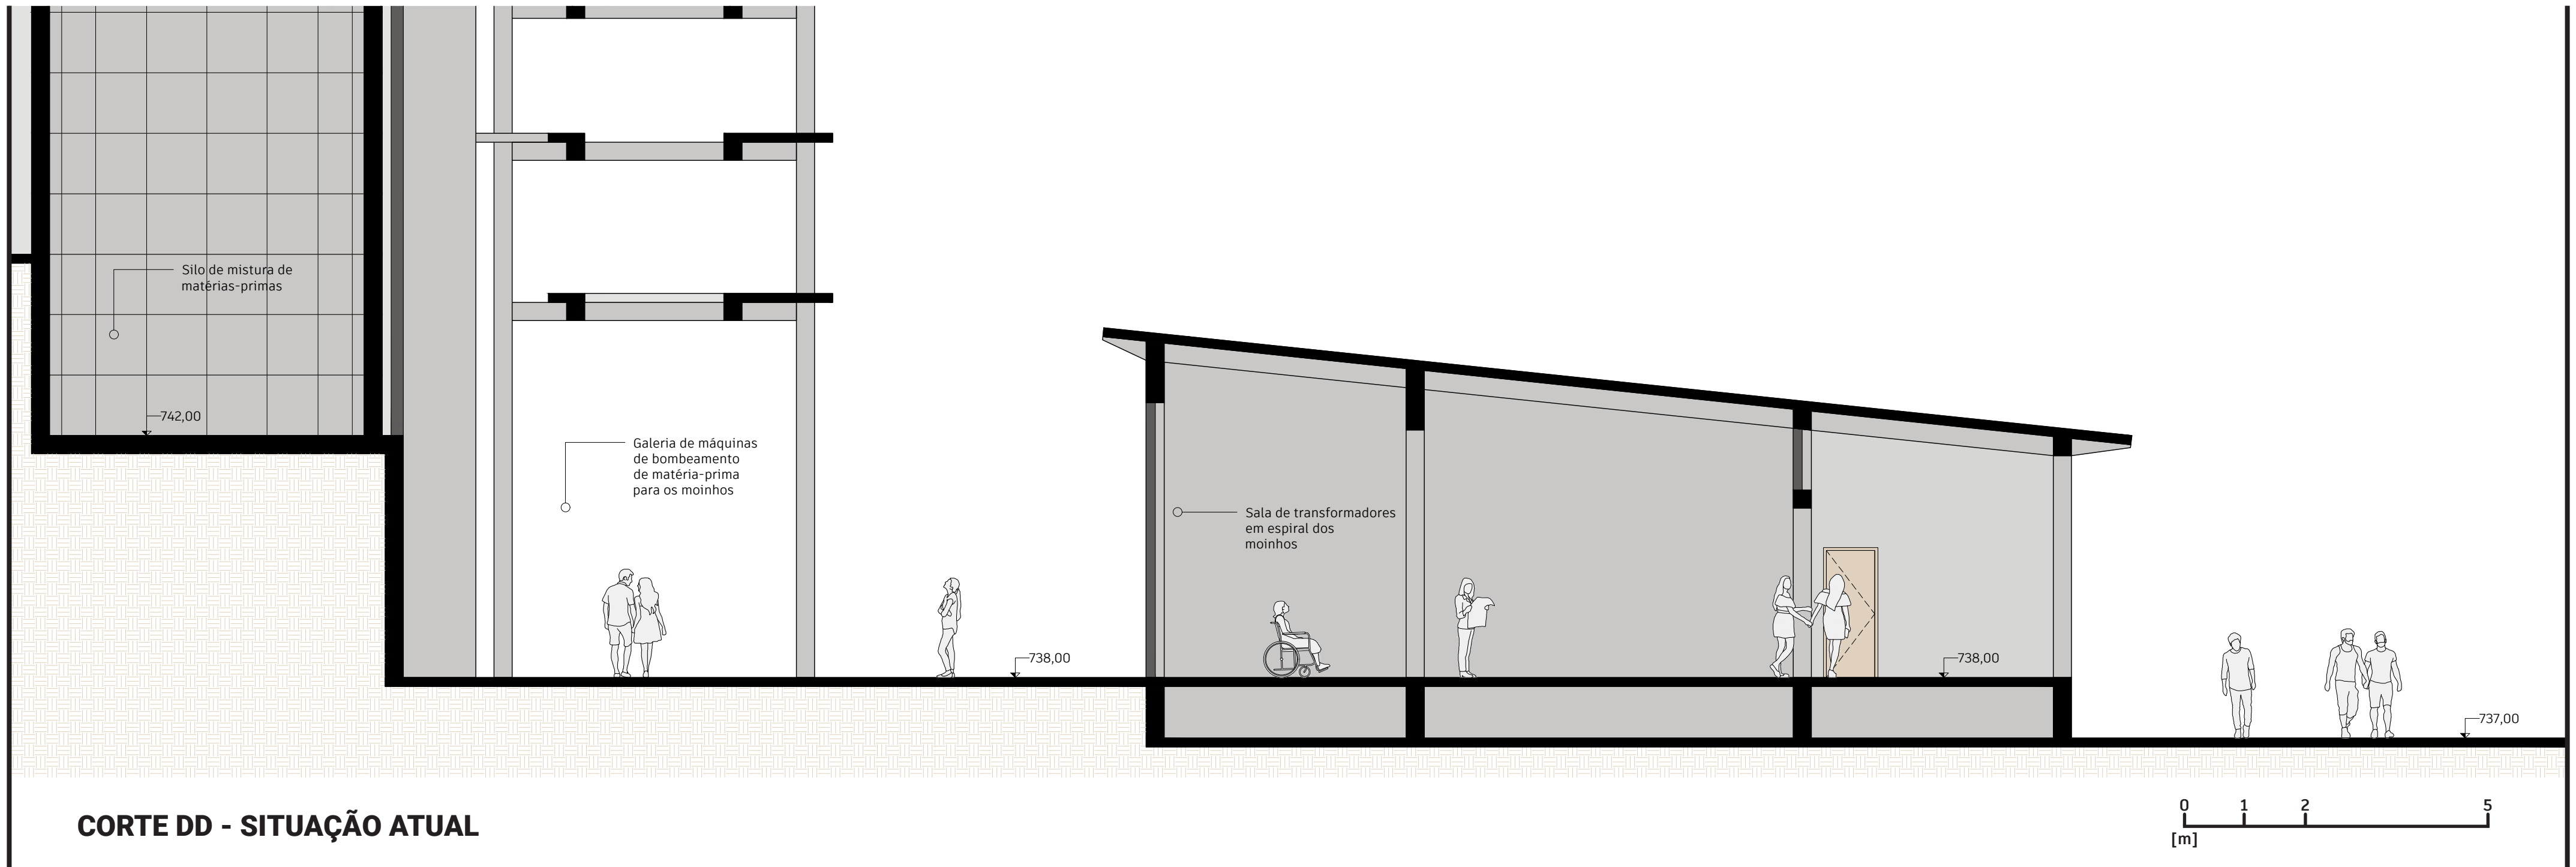 Silo de mistura de
matérias-primas
742,00
Galeria de máquinas
de bombeamento
de matéria-prima
para os moinhos
738,00
Sala de transformadores
em espiral dos
moinhos
738,00
737,00
CORTE DD - SITUAÇÃO ATUAL
0 1 2 5
[m]